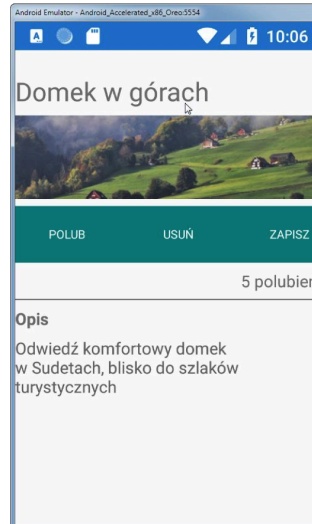 Android Emulator - Android_Accelerated_x86_Oreo:5554
10:06
Domek w górach
POLUB USUŃ ZAPISZ
5 polubier
Opis
Odwiedź komfortowy domek
w Sudetach, blisko do szlaków
turystycznych